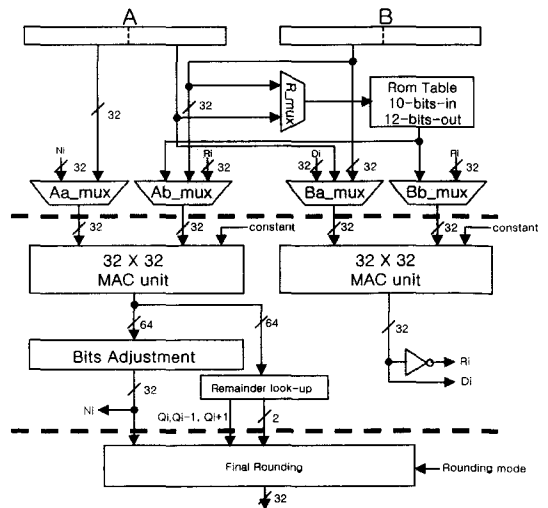 A
B
R_mux
Rom Table
10-bits-in
12-bits-out
32
32
Ni
32
Ri
32
32
Di
32
Ri
32
Aa_mux
Ab_mux
Ba_mux
Bb_mux
32
32
constant
32
32
constant
32 X 32
MAC unit
32 X 32
MAC unit
64
64
32
Bits Adjustment
Ri
Di
32
Remainder look-up
Ni
Qi,Qi-1, Qi+1
2
Final Rounding
Rounding mode
32